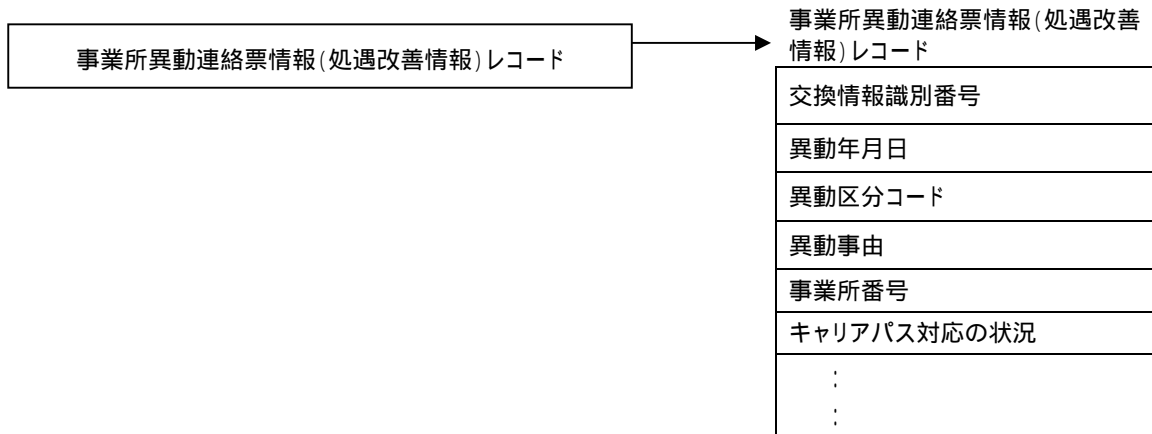 事業所異動連絡票情報(処遇改善情報)レコード
事業所異動連絡票情報(処遇改善
情報)レコード
交換情報識別番号
異動年月日
異動区分コード
異動事由
事業所番号
キャリアパス対応の状況
:
: